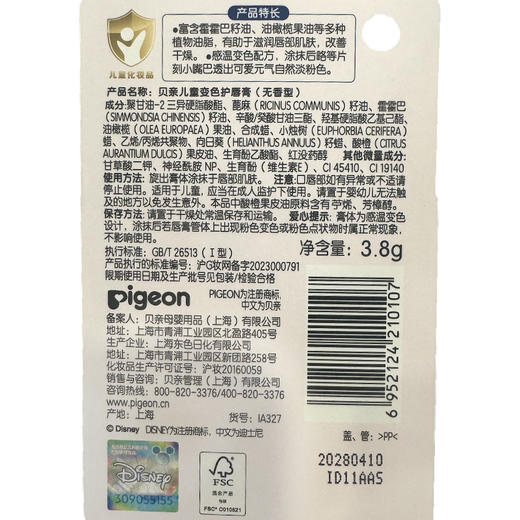 产品特长
•富含霍霍巴籽油、油橄榄果油等多种
植物油脂，有助于滋润唇部肌肤，改善
干燥。
•感温变色配方，涂抹后略等片
刻小嘴巴透出可爱元气自然淡粉色。
儿童化妆品
产品名称：贝亲儿童变色护唇膏（无香型）
成分:聚甘油-2 三异硬脂酸酯、蓖麻 (RICINUS COMMUNIS) 籽油、霍霍巴
(SIMMONDSIA CHINENSIS) 籽油、辛酸/癸酸甘油三酯、羟基硬脂酸乙基己酯、
油橄榄 (OLEA EUROPAEA) 果油、合成蜡、小烛树 (EUPHORBIA CERIFERA)
蜡、乙烯/丙烯共聚物、向日葵 (HELIANTHUS ANNUUS) 籽蜡、酸橙 (CITRUS
AURANTIUM DULCIS) 果皮油、生育酚乙酸酯、红没药醇 其他微量成分:
甘草酸二钾、神经酰胺 NP、生育酚（维生素E）、CI 45410、CI 19140
使用方法: 旋出膏体涂抹于唇部即可。注意:口唇部如有异常或不适请
停止使用。适用于儿童，应当在成人监护下使用。请置于婴幼儿无法触
及的地方以免发生意外。本品中酸橙果皮油原料含有：苧烯、芳樟醇。
保存方法: 请置于干燥处常温保存和运输。 爱心提示: 膏体为感温变色
设计，涂抹后若唇膏管体上出现粉色变色或粉色点状物时属正常现象，
不影响使用。
净含量: 3.8g
执行标准: GB/T 26513（Ⅰ型）
产品执行的标准编号: 沪G妆网备字2023000791
限期使用日期及生产批号见包装/检验合格
pigeon
PIGEON为注册商标,
中文为贝亲
备案人: 贝亲母婴用品（上海）有限公司
地址: 上海市青浦工业园区北盈路405号
生产企业: 上海东色日化有限公司
地址: 上海市青浦工业园区新团路258号
化妆品生产许可证号: 沪妆20160059
销售与咨询: 贝亲管理（上海）有限公司
咨询热线: 800-820-3376/400-820-3376
www.pigeon.cn
产地: 上海 货号: IA327
© Disney DISNEY为注册商标，中文为迪士尼
6 952124 210107
盖、管: >PP<
Disney
309055155
FSC
混合产品
FSC® C010821
20280410
ID11AA5